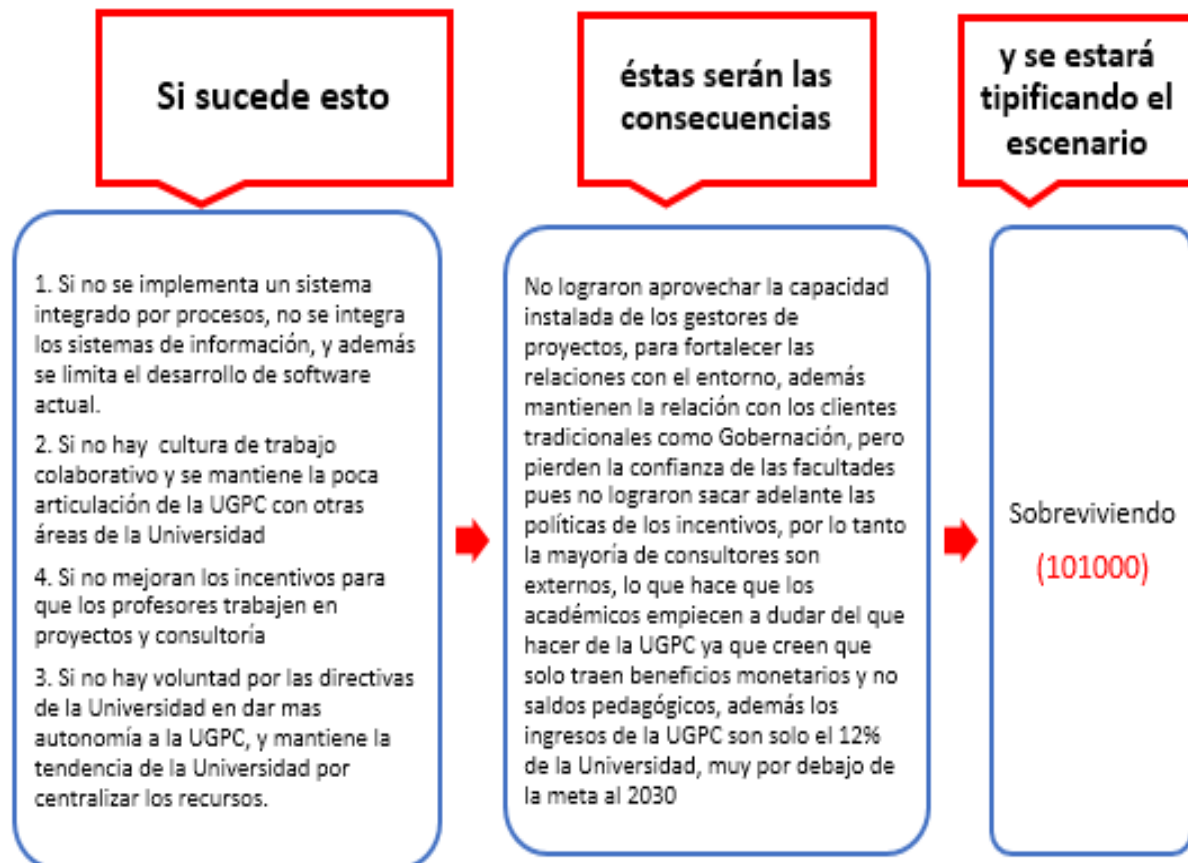 Si sucede esto
éstas serán las
consecuencias
y se estará
tipificando el
escenario
1. Si no se implementa un sistema
integrado por procesos, no se integra
los sistemas de información, y además
se limita el desarrollo de software
actual.
2. Si no hay cultura de trabajo
colaborativo y se mantiene la poca
articulación de la UGPC con otras
áreas de la Universidad
4. Si no mejoran los incentivos para
que los profesores trabajen en
proyectos y consultoría
3. Si no hay voluntad por las directivas
de la Universidad en dar mas
autonomía a la UGPC, y mantiene la
tendencia de la Universidad por
centralizar los recursos.
No lograron aprovechar la capacidad
instalada de los gestores de
proyectos, para fortalecer las
relaciones con el entorno, además
mantienen la relación con los clientes
tradicionales como Gobernación, pero
pierden la confianza de las facultades
pues no lograron sacar adelante las
políticas de los incentivos, por lo tanto
la mayoría de consultores son
externos, lo que hace que los
académicos empiecen a dudar del que
hacer de la UGPC ya que creen que
solo traen beneficios monetarios y no
saldos pedagógicos, además los
ingresos de la UGPC son solo el 12%
de la Universidad, muy por debajo de
la meta al 2030
Sobreviviendo
(101000)